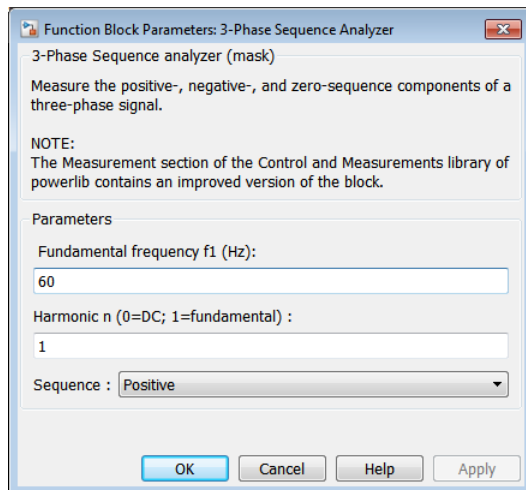 Function Block Parameters: 3-Phase Sequence Analyzer
3-Phase Sequence analyzer (mask)
Measure the positive-, negative-, and zero-sequence components of a
three-phase signal.
NOTE:
The Measurement section of the Control and Measurements library of
powerlib contains an improved version of the block.
Parameters
Fundamental frequency f1 (Hz):
60
Harmonic n (0=DC; 1=fundamental) :
1
Sequence : Positive
OK Cancel Help Apply